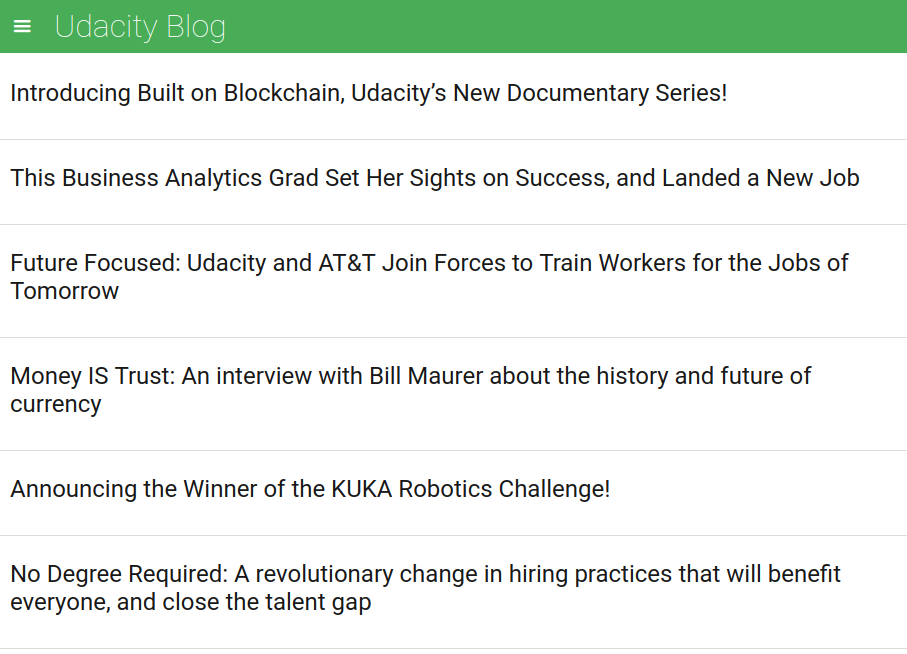 Udacity Blog
Introducing Built on Blockchain, Udacity’s New Documentary Series!
This Business Analytics Grad Set Her Sights on Success, and Landed a New Job
Future Focused: Udacity and AT&T Join Forces to Train Workers for the Jobs of
Tomorrow
Money IS Trust: An interview with Bill Maurer about the history and future of
currency
Announcing the Winner of the KUKA Robotics Challenge!
No Degree Required: A revolutionary change in hiring practices that will benefit
everyone, and close the talent gap